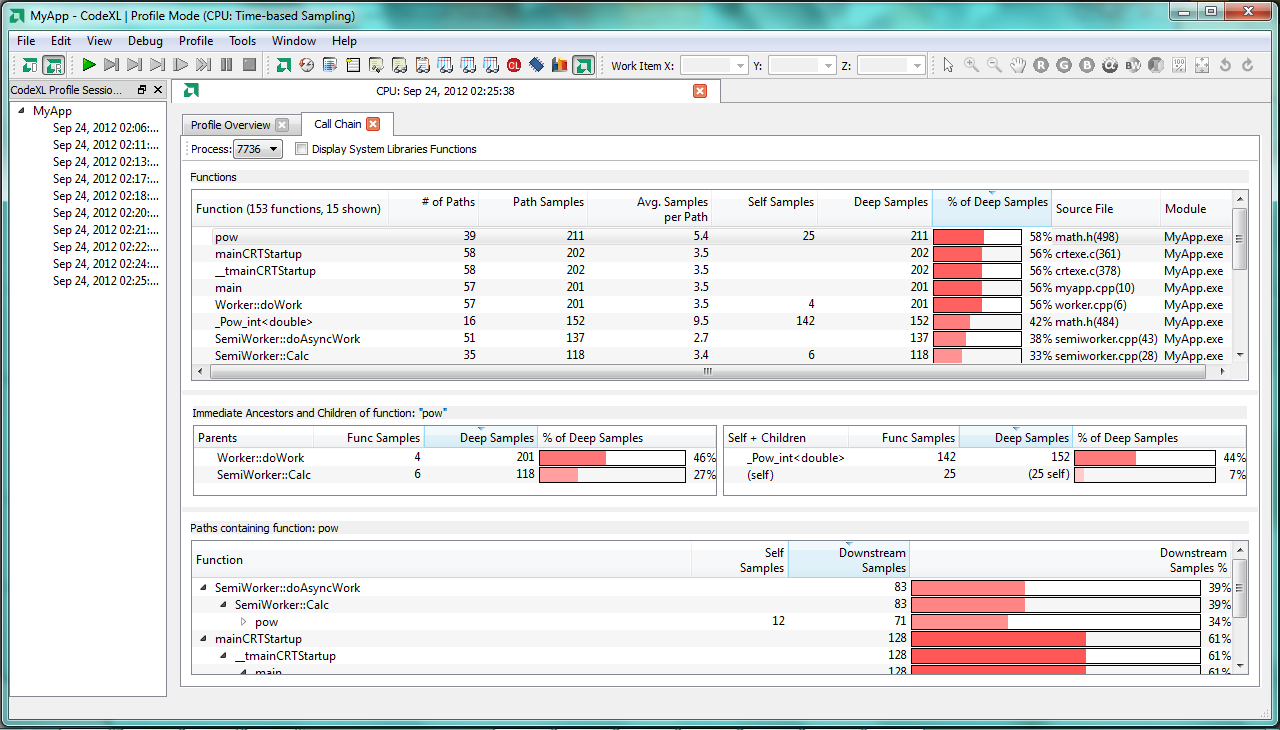 MyApp - CodeXL | Profile Mode (CPU: Time-based Sampling)
File Edit View Debug Profile Tools Window Help
Work Item X: Y: Z:
CodeXL Profile Sessio...
CPU: Sep 24, 2012 02:25:38
MyApp
Sep 24, 2012 02:06:...
Sep 24, 2012 02:11:...
Sep 24, 2012 02:13:...
Sep 24, 2012 02:17:...
Sep 24, 2012 02:18:...
Sep 24, 2012 02:20:...
Sep 24, 2012 02:21:...
Sep 24, 2012 02:22:...
Sep 24, 2012 02:24:...
Sep 24, 2012 02:25:...
Profile Overview Call Chain
Process: 7736 Display System Libraries Functions
Functions
Function (153 functions, 15 shown) # of Paths Path Samples Avg. Samples per Path Self Samples Deep Samples % of Deep Samples Source File Module
pow 39 211 5.4 25 211 58% math.h(498) MyApp.exe
mainCRTStartup 58 202 3.5 202 56% crtexe.c(361) MyApp.exe
__tmainCRTStartup 58 202 3.5 202 56% crtexe.c(378) MyApp.exe
main 57 201 3.5 201 56% myapp.cpp(10) MyApp.exe
Worker::doWork 57 201 3.5 4 201 56% worker.cpp(6) MyApp.exe
_Pow_int<double> 16 152 9.5 142 152 42% math.h(484) MyApp.exe
SemiWorker::doAsyncWork 51 137 2.7 137 38% semiworker.cpp(43) MyApp.exe
SemiWorker::Calc 35 118 3.4 6 118 33% semiworker.cpp(28) MyApp.exe
Immediate Ancestors and Children of function: "pow"
Parents Func Samples Deep Samples % of Deep Samples
Worker::doWork 4 201 46%
SemiWorker::Calc 6 118 27%
Self + Children Func Samples Deep Samples % of Deep Samples
_Pow_int<double> 142 152 44%
(self) 25 (25 self) 7%
Paths containing function: pow
Function Self Samples Downstream Samples Downstream Samples %
SemiWorker::doAsyncWork 83 39%
SemiWorker::Calc 83 39%
pow 12 71 34%
mainCRTStartup 128 61%
__tmainCRTStartup 128 61%
main 128 61%